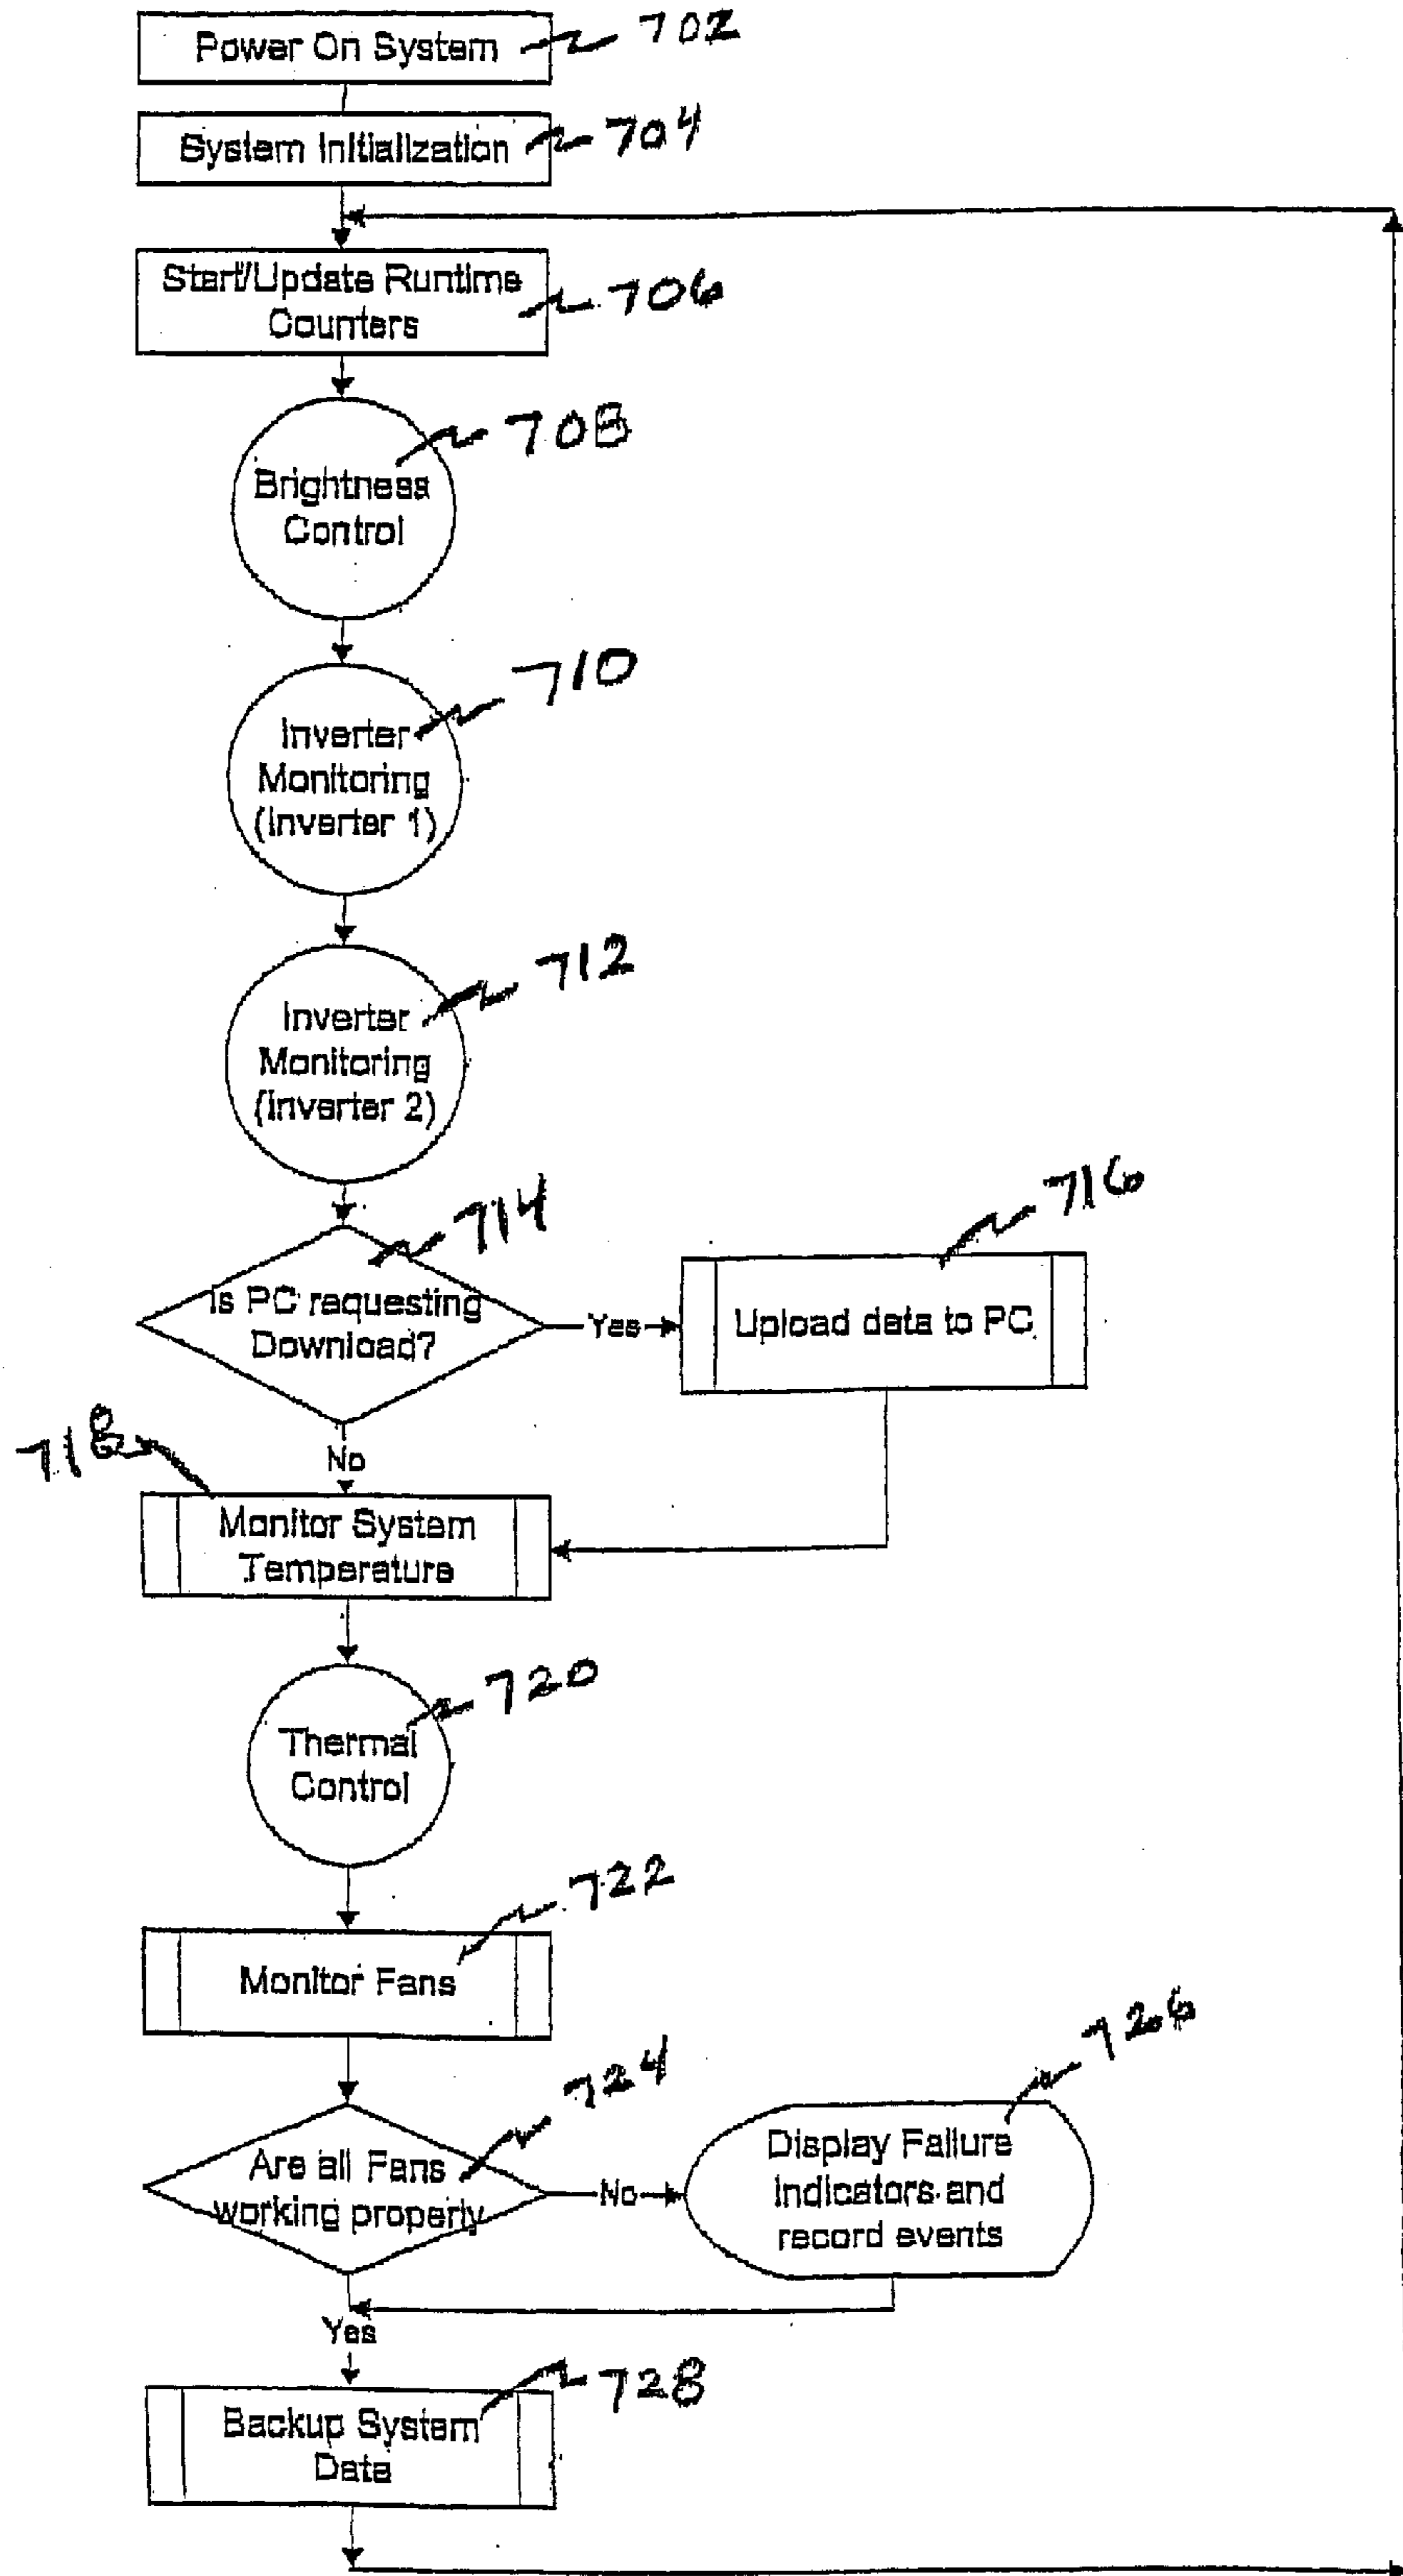 Power On System 702
System Initialization 704
Start/Update Runtime
Counters
706
708
Brightness
Control
710
Inverter
Monitoring
(Inverter 1)
712
Inverter
Monitoring
(Inverter 2)
714
Is PC requesting
Download?
Yes
716
Upload data to PC
No
718
Monitor System
Temperature
720
Thermal
Control
722
Monitor Fans
724
Are all Fans
working properly
No
726
Display Failure
indicators and
record events
Yes
728
Backup System
Data